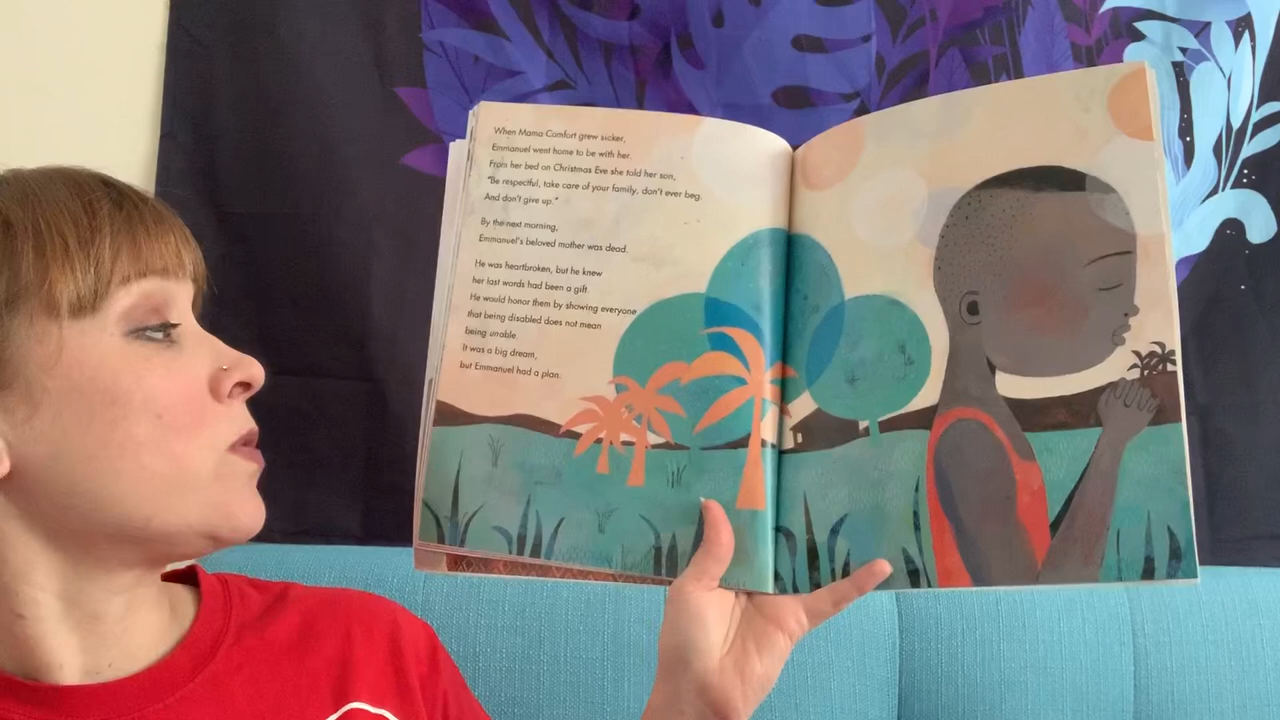 When Mama Comfort grew sicker,
Emmanuel went home to be with her.
From her bed on Christmas Eve she told her son,
"Be respectful, take care of your family, don't ever beg.
And don't give up."
By the next morning,
Emmanuel's beloved mother was dead.
He was heartbroken, but he knew
her last words had been a gift.
He would honor them by showing everyone
that being disabled does not mean
being unable.
It was a big dream,
but Emmanuel had a plan.